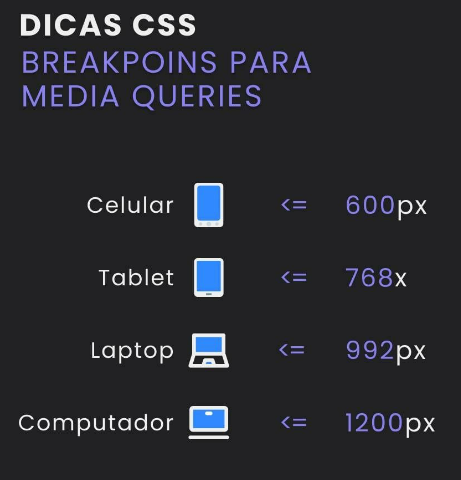 DICAS CSS
BREAKPOINS PARA
MEDIA QUERIES
Celular <= 600px
Tablet <= 768x
Laptop <= 992px
Computador <= 1200px